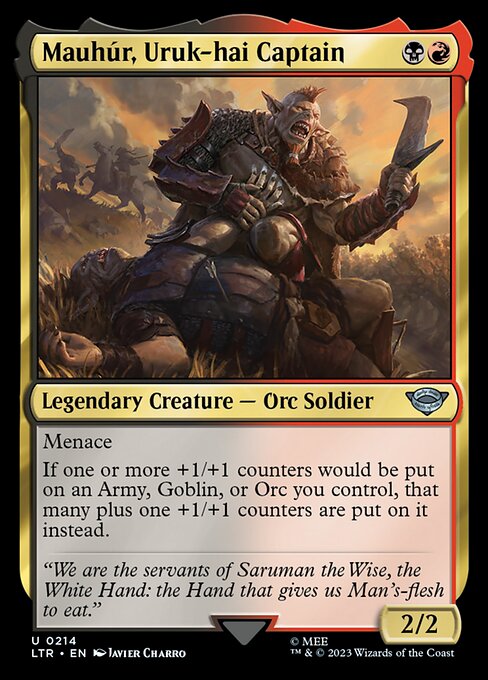 Mauhúr, Uruk-hai Captain
Legendary Creature — Orc Soldier
Menace
If one or more +1/+1 counters would be put
on an Army, Goblin, or Orc you control, that
many plus one +1/+1 counters are put on it
instead.
“We are the servants of Saruman the Wise, the
White Hand: the Hand that gives us Man’s-flesh
to eat.”
2/2
U 0214
LTR • EN Javier Charro
© MEE
™ & © 2023 Wizards of the Coast